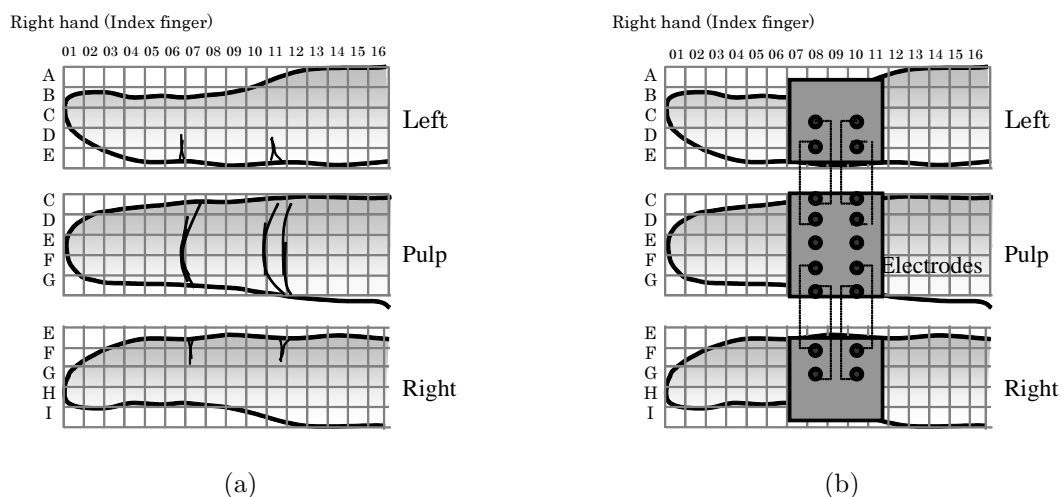 Right hand (Index finger)
01 02 03 04 05 06 07 08 09 10 11 12 13 14 15 16
A
B
C
D
E
Left
C
D
E
F
G
Pulp
E
F
G
H
I
Right
(a)
Right hand (Index finger)
01 02 03 04 05 06 07 08 09 10 11 12 13 14 15 16
A
B
C
D
E
Left
C
D
E
F
G
Electrodes
Pulp
E
F
G
H
I
Right
(b)